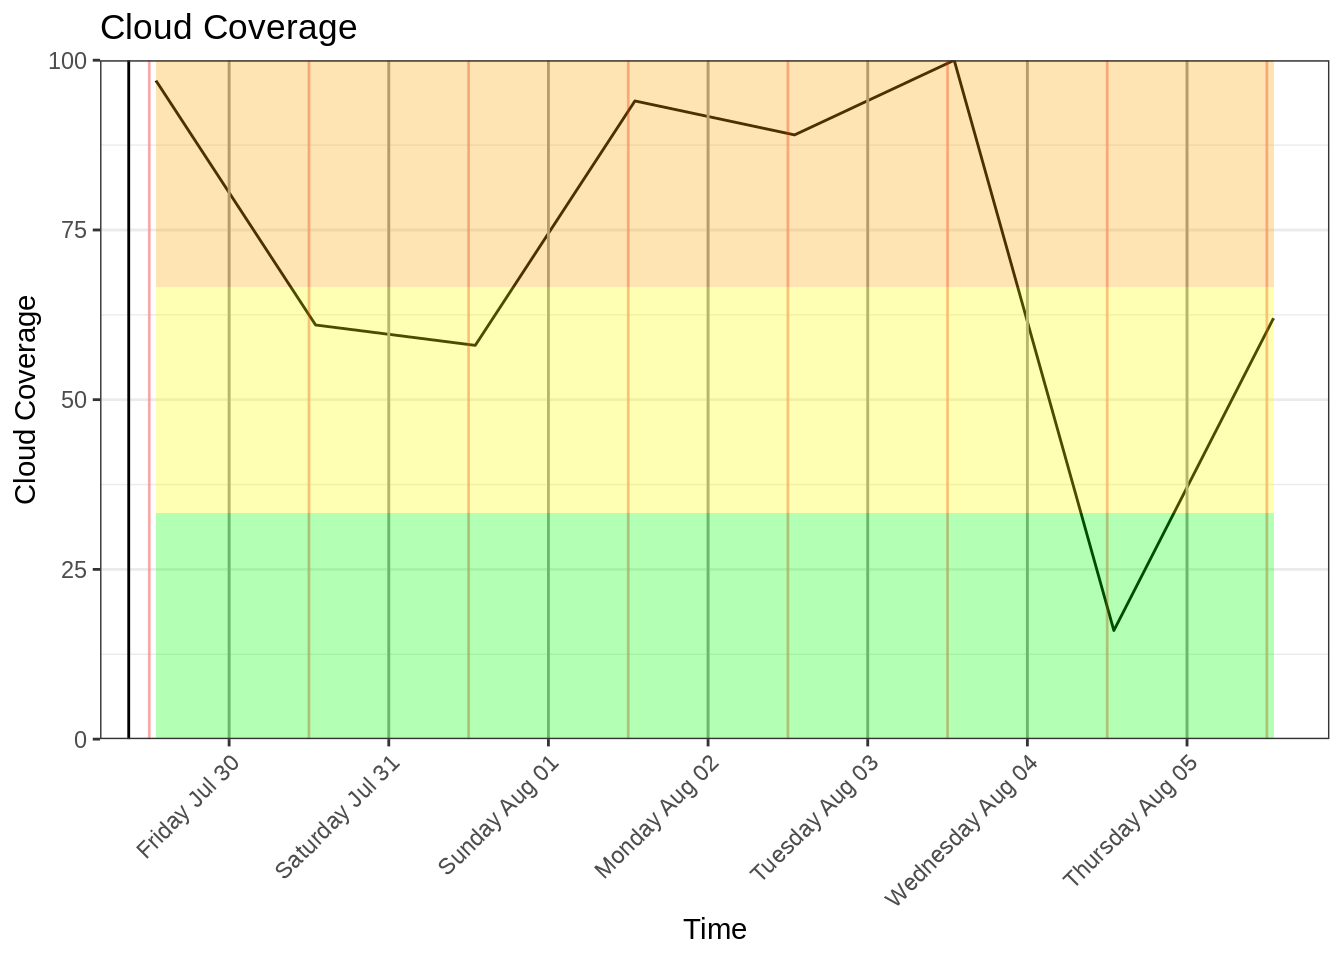 Cloud Coverage
100
75
50
25
0
Cloud Coverage
Friday Jul 30
Saturday Jul 31
Sunday Aug 01
Monday Aug 02
Tuesday Aug 03
Wednesday Aug 04
Thursday Aug 05
Time